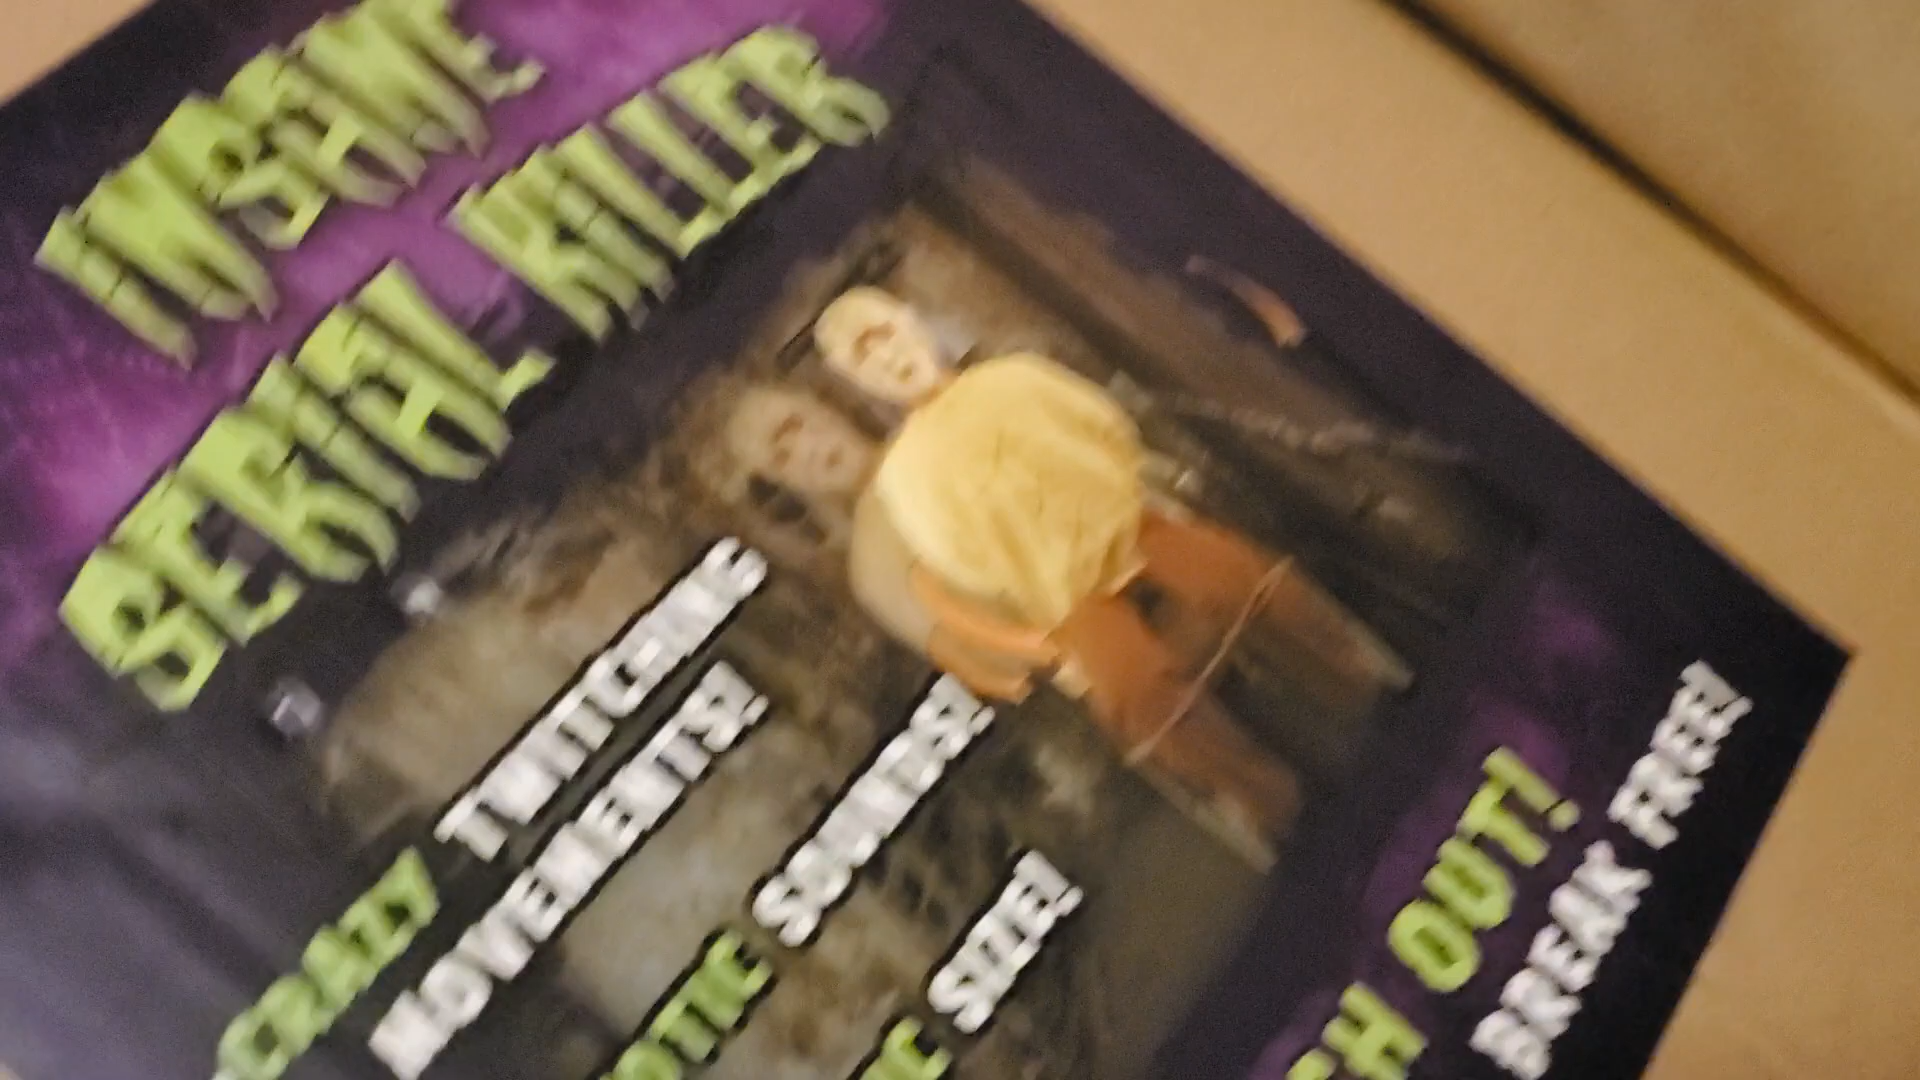 INSANE
SERIAL KILLER
CRAZY TWITCHING
MOVEMENTS!
SOUNDS!
SIZE!
OUT!
BREAK FREE!